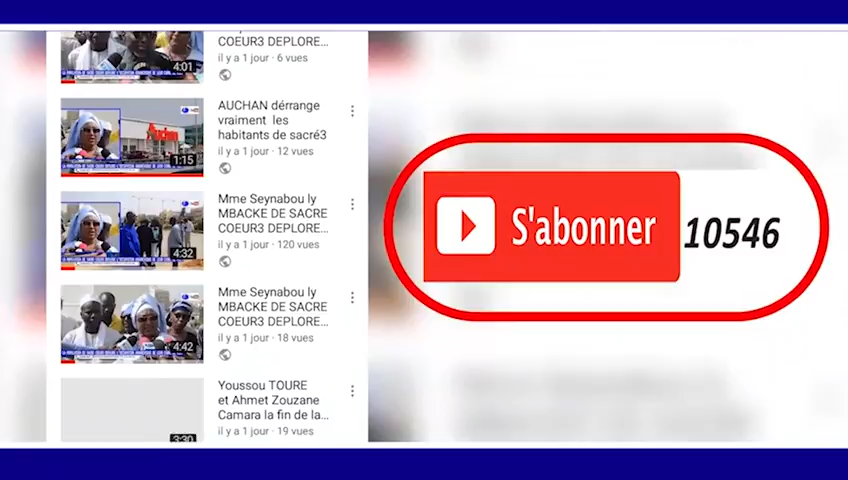 COEUR3 DEPLORE...
il y a 1 jour · 6 vues
4:01
AUCHAN dérrange
vraiment les
habitants de sacré3
il y a 1 jour · 12 vues
Auchan
1:15
Mme Seynabou ly
MBACKE DE SACRE
COEUR3 DEPLORE...
il y a 1 jour · 120 vues
4:32
Mme Seynabou ly
MBACKE DE SACRE
COEUR3 DEPLORE...
il y a 1 jour · 18 vues
4:42
Youssou TOURE
et Ahmet Zouzane
Camara la fin de la...
il y a 1 jour · 19 vues
3:30
S'abonner
10546